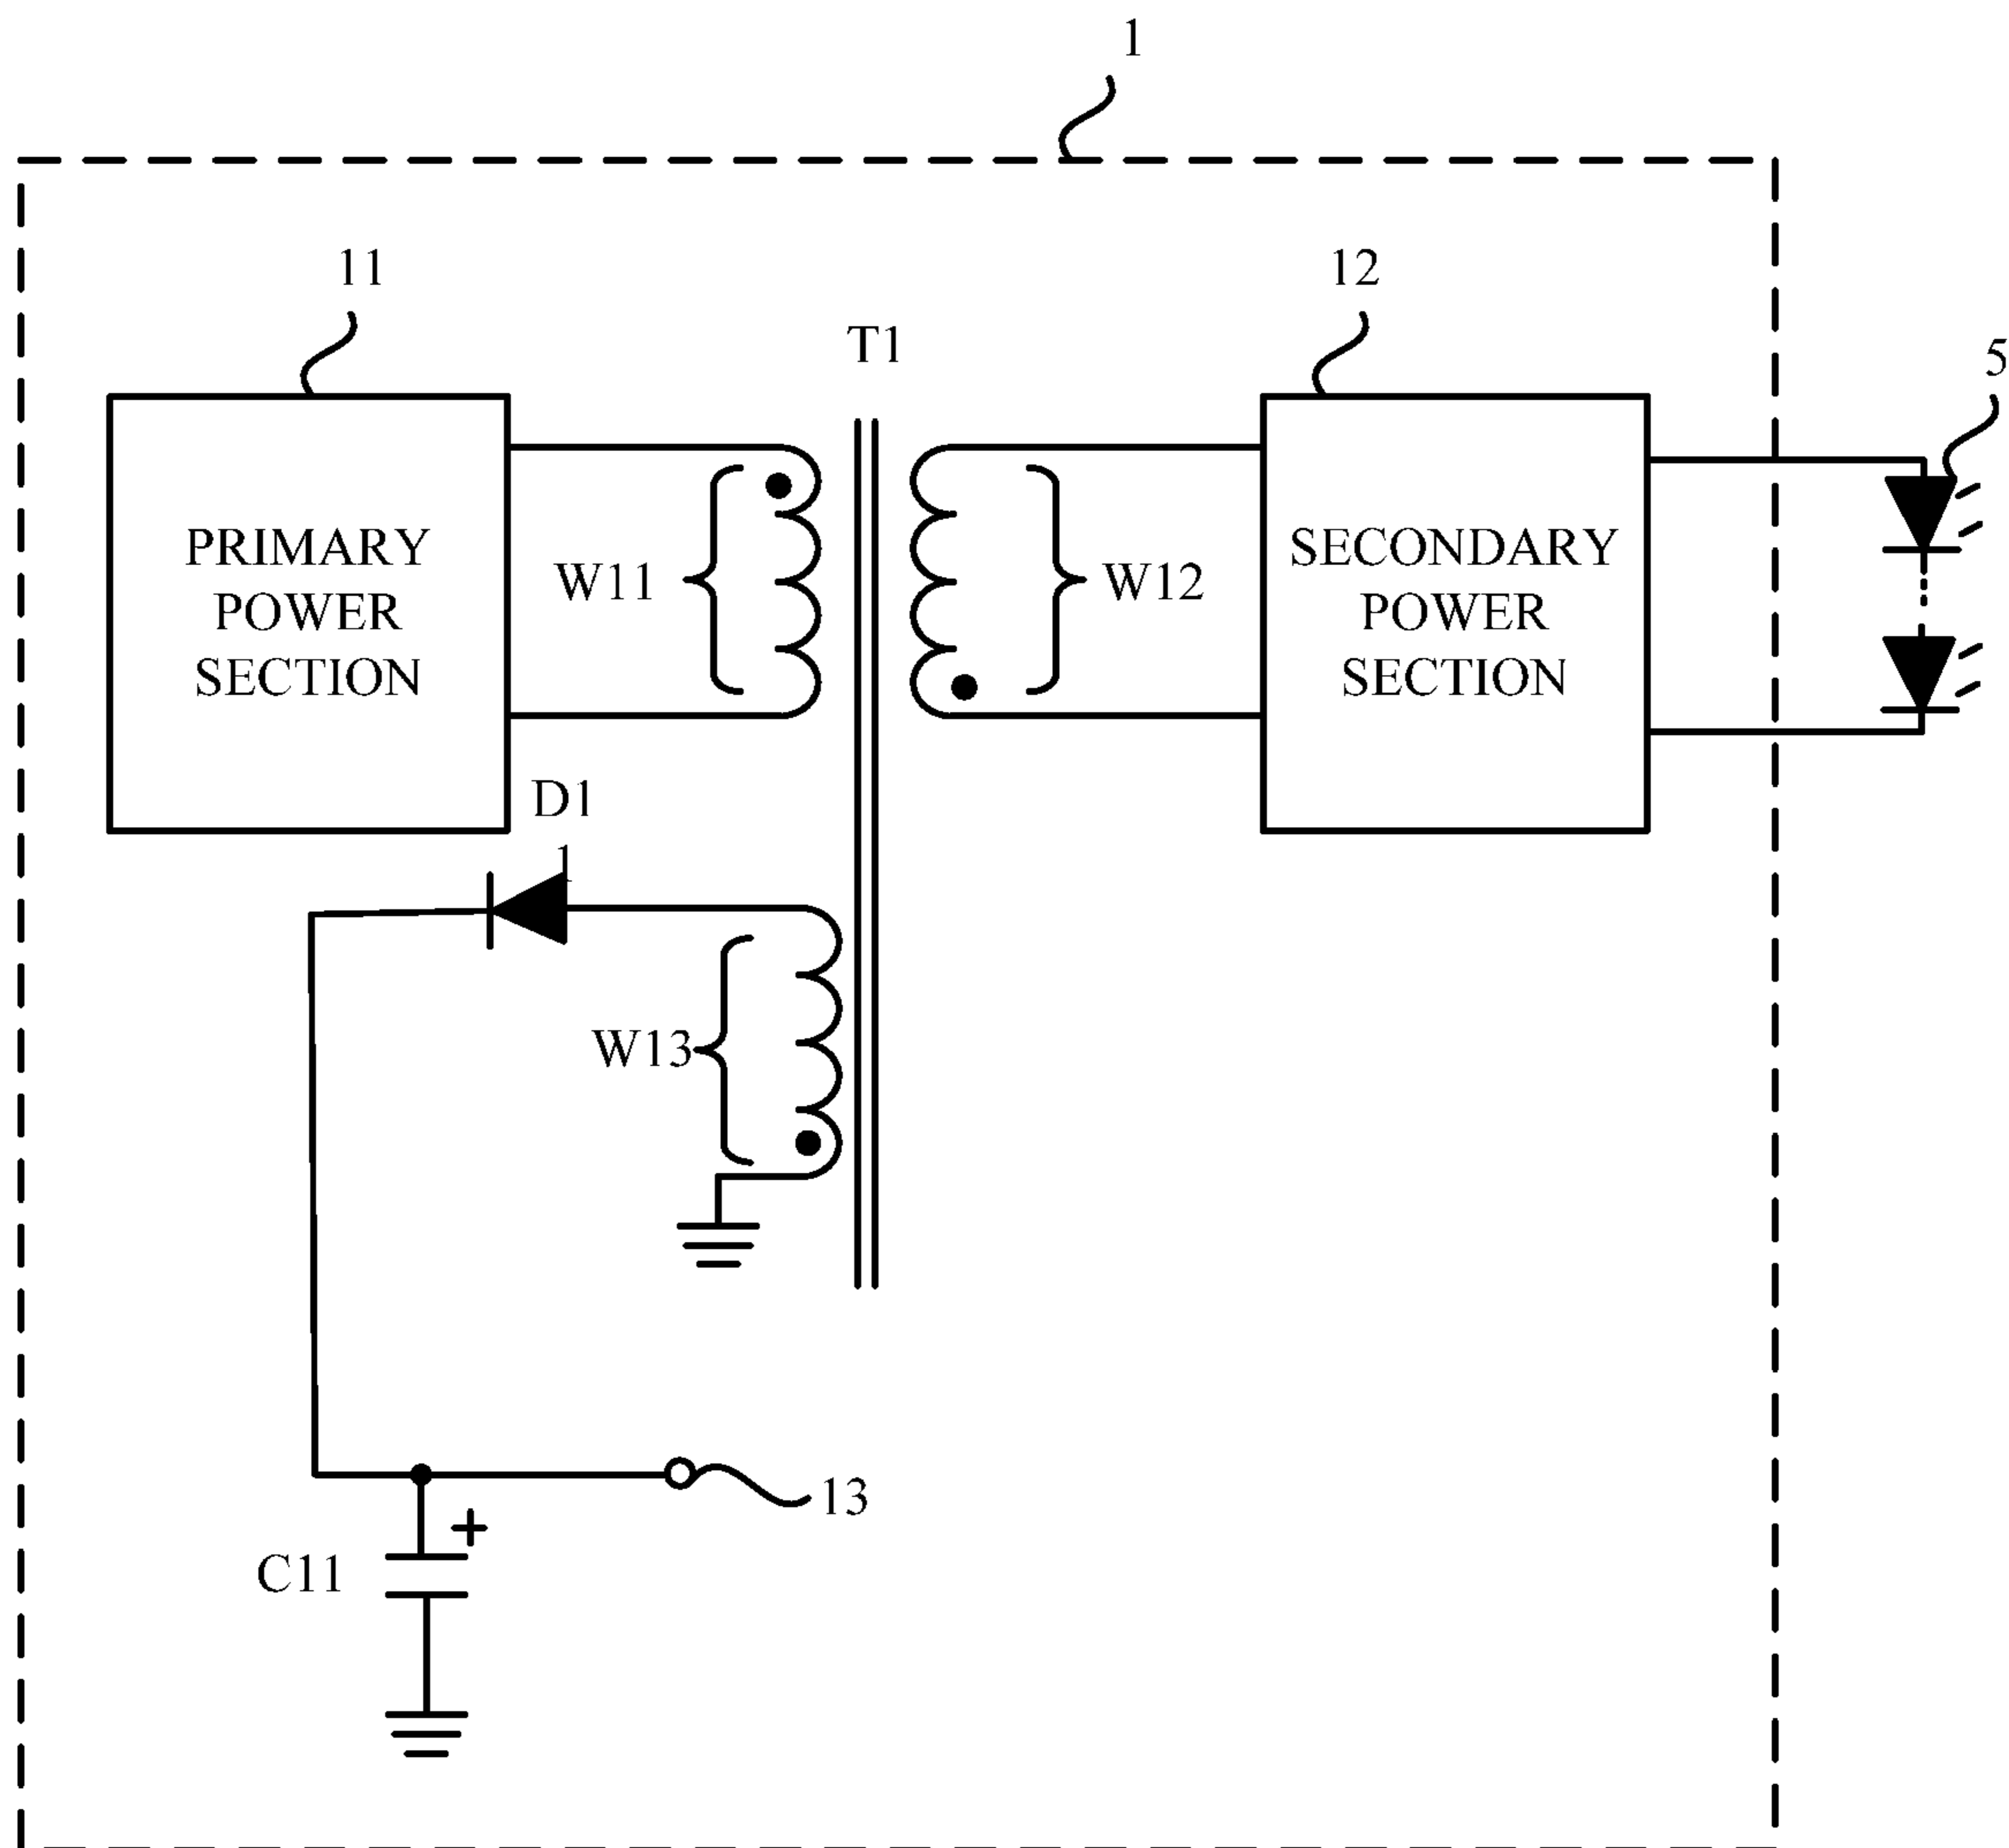 1
11
12
T1
5
PRIMARY
POWER
SECTION
W11
W12
SECONDARY
POWER
SECTION
D1
1
W13
13
+
C11